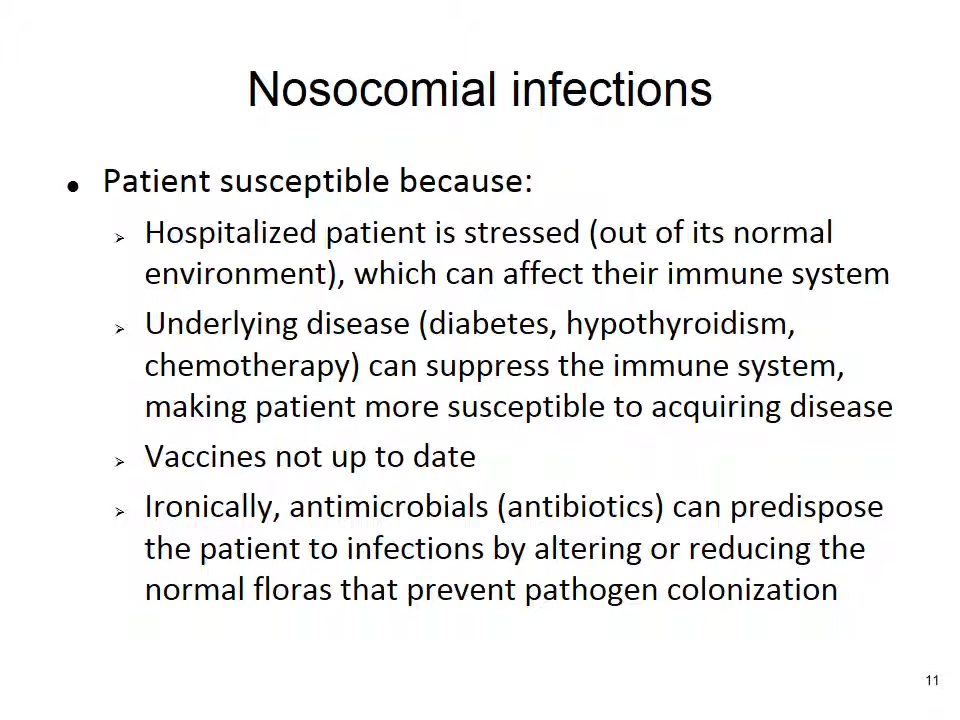 Nosocomial infections
● Patient susceptible because:
➢ Hospitalized patient is stressed (out of its normal
environment), which can affect their immune system
➢ Underlying disease (diabetes, hypothyroidism,
chemotherapy) can suppress the immune system,
making patient more susceptible to acquiring disease
➢ Vaccines not up to date
➢ Ironically, antimicrobials (antibiotics) can predispose
the patient to infections by altering or reducing the
normal floras that prevent pathogen colonization
11